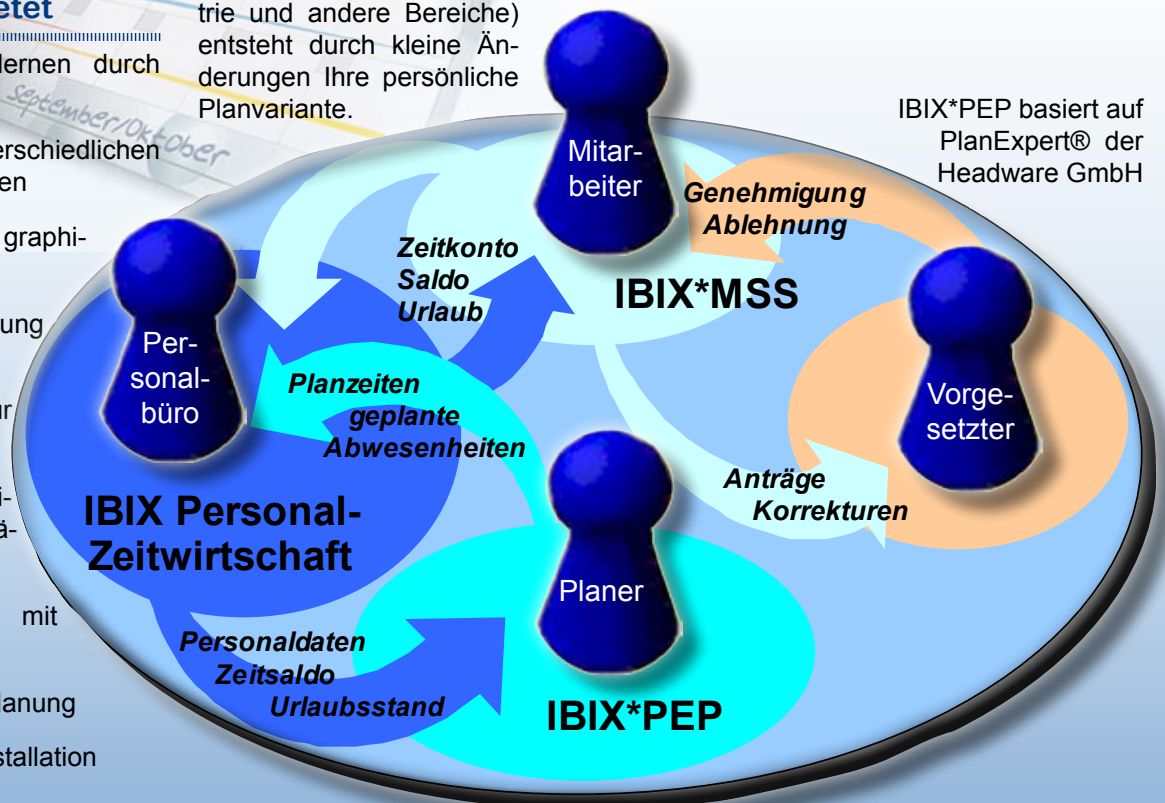 etet
lernen durch
September/Oktober
erschiedlichen
en
graphi-
ung
ur
i-
ä-
mit
lanung
stallation
trie und andere Bereiche)
entsteht durch kleine Än-
derungen Ihre persönliche
Planvariante.
IBIX*PEP basiert auf
PlanExpert® der
Headware GmbH
Mitar-
beiter
Genehmigung
Ablehnung
Zeitkonto
Saldo
Urlaub
IBIX*MSS
Per-
sonal-
büro
Planzeiten
geplante
Abwesenheiten
Vorge-
setzter
Anträge
Korrekturen
IBIX Personal-
Zeitwirtschaft
Planer
Personaldaten
Zeitsaldo
Urlaubsstand
IBIX*PEP